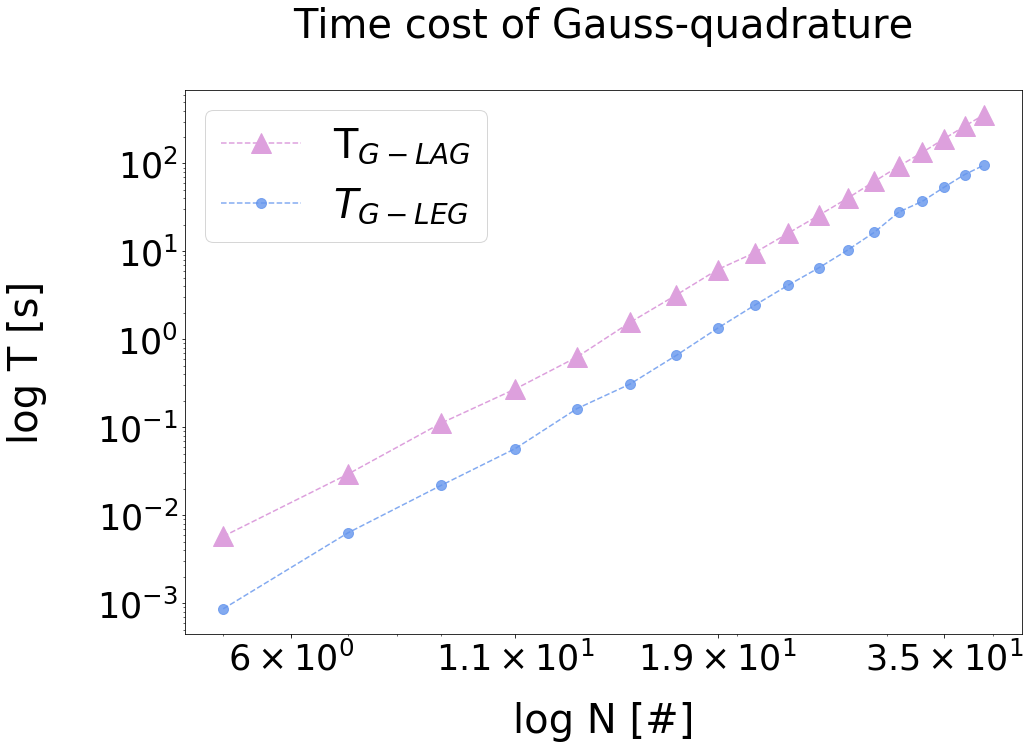 Time cost of Gauss-quadrature
T_{G-LAG}
T_{G-LEG}
log T [s]
10^2
10^1
10^0
10^{-1}
10^{-2}
10^{-3}
6 × 10^0 1.1 × 10^1 1.9 × 10^1 3.5 × 10^1
log N [#]